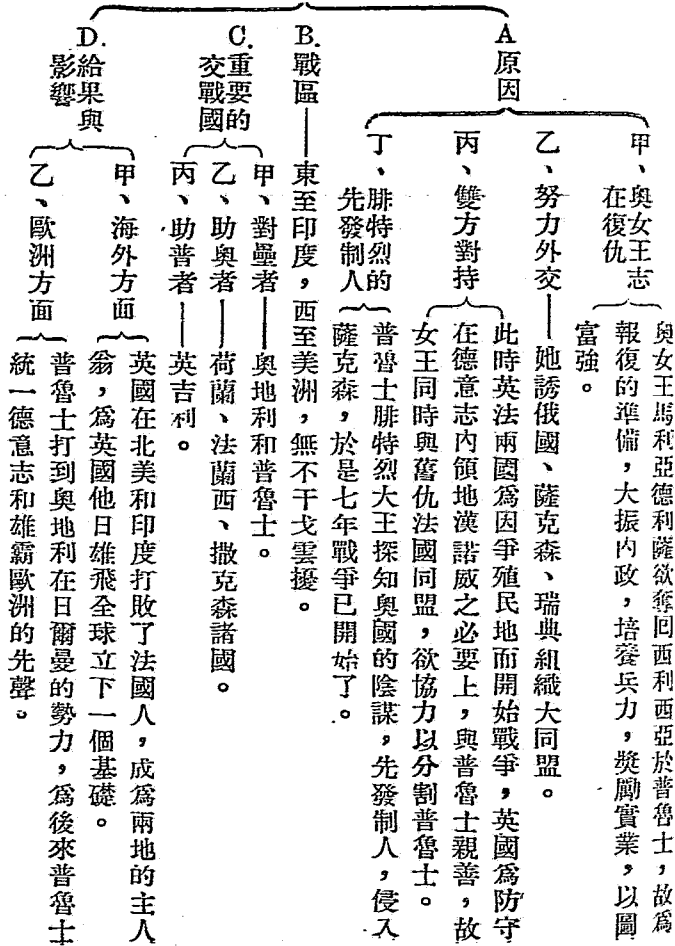 A 原因
甲、奧女王志
在復仇
奧女王馬利亞德利薩欲奪回西利西亞於普魯士，故爲
報復的準備，大振內政，培養兵力，獎勵實業，以圖
富強。
乙、努力外交——她誘俄國、薩克森、瑞典組織大同盟。
丙、雙方對持
此時英法兩國爲因爭殖民地而開始戰爭，英國爲防守
在德意志內領地漢諾威之必要上，與普魯士親善，故
女王同時與舊仇法國同盟，欲協力以分割普魯士。
丁、腓特烈的
先發制人
普魯士腓特烈大王探知奧國的陰謀，先發制人，侵入
薩克森，於是七年戰爭已開始了。
B. 戰區——東至印度，西至美洲，無不干戈雲擾。
C. 重要的
交戰國
甲、對壘者——奧地利和普魯士。
乙、助奧者——荷蘭、法蘭西、撒克森諸國。
丙、助普者——英吉利。
D. 給果與
影響
甲、海外方面
英國在北美和印度打敗了法國人，成爲兩地的主人
翁，爲英國他日雄飛全球立下一個基礎。
乙、歐洲方面
普魯士打到奧地利在日爾曼的勢力，爲後來普魯士
統一德意志和雄霸歐洲的先聲。